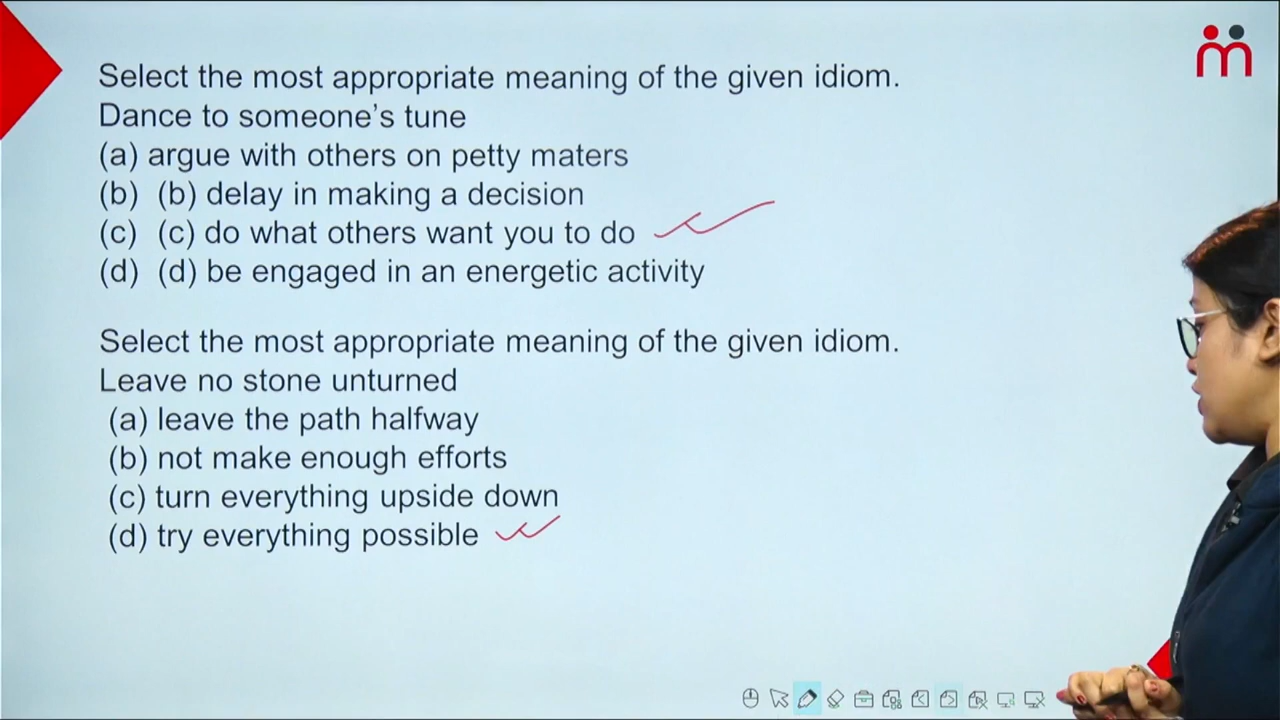 Select the most appropriate meaning of the given idiom.
Dance to someone's tune
(a) argue with others on petty maters
(b) (b) delay in making a decision
(c) (c) do what others want you to do
(d) (d) be engaged in an energetic activity
Select the most appropriate meaning of the given idiom.
Leave no stone unturned
(a) leave the path halfway
(b) not make enough efforts
(c) turn everything upside down
(d) try everything possible